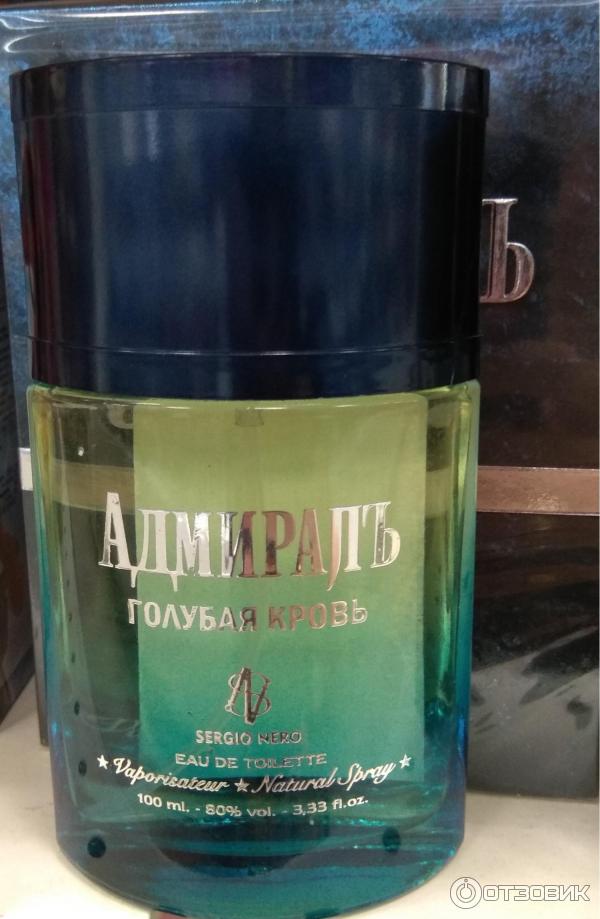 Ъ
АДМИРАЛЪ
ГОЛУБАЯ КРОВЬ
SERGIO NERO
EAU DE TOILETTE
★ Vaporisateur ★ Natural Spray ★
100 ml. - 80% vol. - 3,33 fl.oz.
ОТЗОВИК